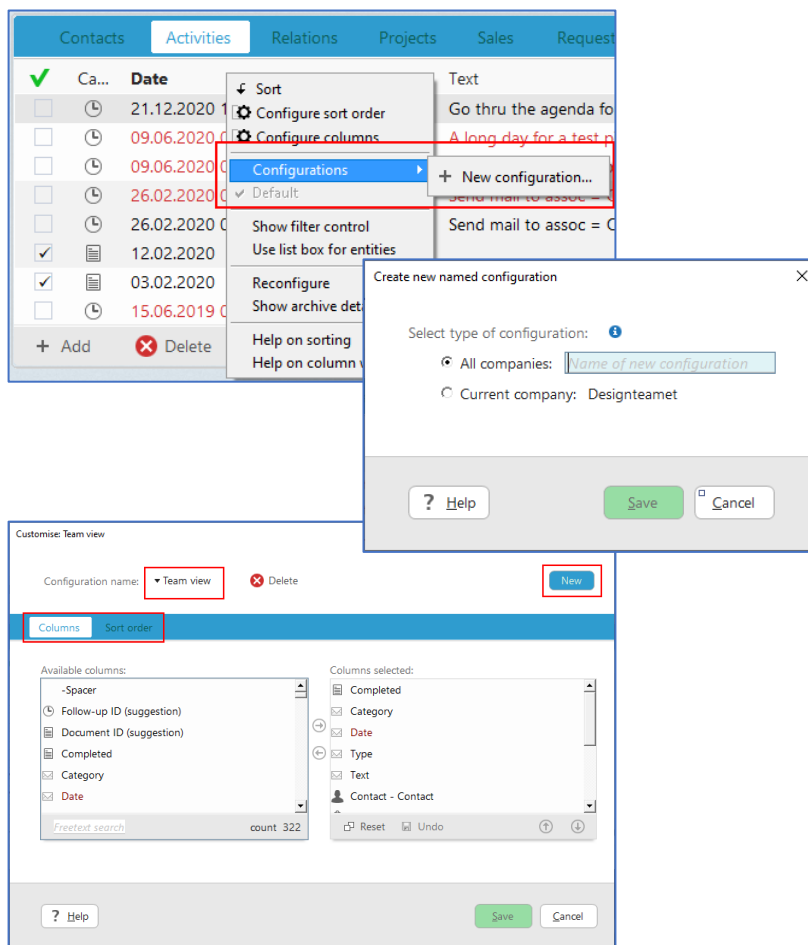 Contacts Activities Relations Projects Sales Request
Ca... Date Text
21.12.2020 1 Go thru the agenda fo
09.06.2020 0 A long day for a test p
09.06.2020 0
26.02.2020 0 Send mail to assoc = C
26.02.2020 0 Send mail to assoc = C
12.02.2020
03.02.2020
15.06.2019 0
+ Add Delete
Sort
Configure sort order
Configure columns
Configurations
Default
Show filter control
Use list box for entities
Reconfigure
Show archive deta
Help on sorting
Help on column w
+ New configuration...
Create new named configuration
Select type of configuration:
All companies: Name of new configuration
Current company: Designteamet
? Help Save Cancel
Customise: Team view
Configuration name: Team view Delete New
Columns Sort order
Available columns: Columns selected:
-Spacer Completed
Follow-up ID (suggestion) Category
Document ID (suggestion) Date
Completed Type
Category Text
Date Contact - Contact
Freetext search count 322 Reset Undo
? Help Save Cancel